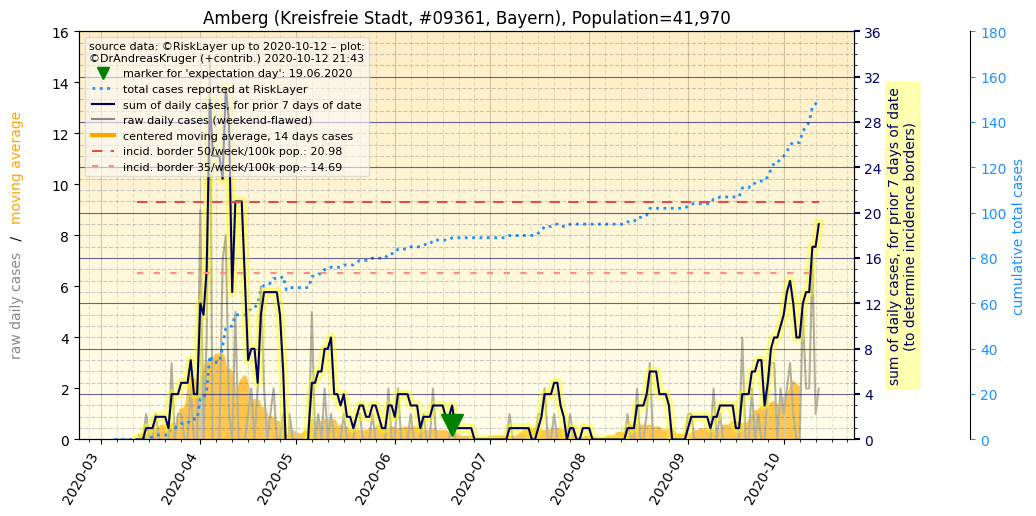 Amberg (Kreisfreie Stadt, #09361, Bayern), Population=41,970
source data: ©RiskLayer up to 2020-10-12 – plot:
©DrAndreasKruger (+contrib.) 2020-10-12 21:43
marker for 'expectation day': 19.06.2020
total cases reported at RiskLayer
sum of daily cases, for prior 7 days of date
raw daily cases (weekend-flawed)
centered moving average, 14 days cases
incid. border 50/week/100k pop.: 20.98
incid. border 35/week/100k pop.: 14.69
raw daily cases / moving average
16
14
12
10
8
6
4
2
0
2020-03
2020-04
2020-05
2020-06
2020-07
2020-08
2020-09
2020-10
36
32
28
24
20
16
12
8
4
0
sum of daily cases, for prior 7 days of date
(to determine, incidence borders)
180
160
140
120
100
80
60
40
20
0
cumulative total cases